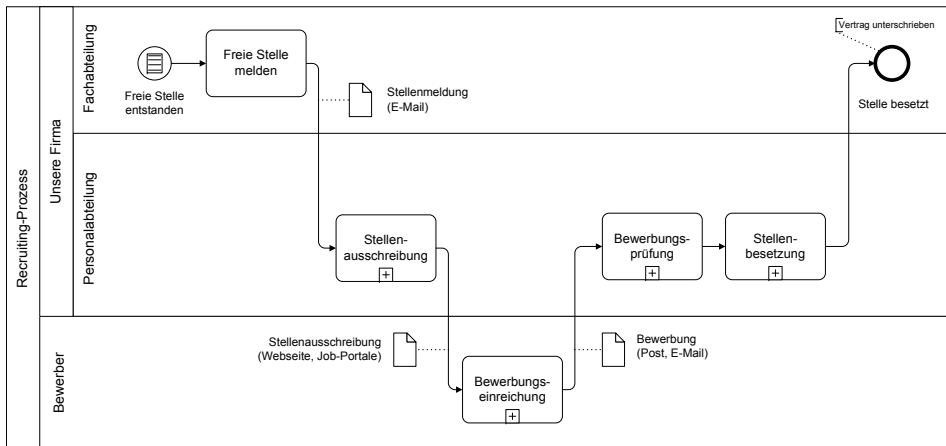 Recruiting-Prozess
Unsere Firma
Fachabteilung
Freie Stelle
entstanden
Freie Stelle
melden
Stellenmeldung
(E-Mail)
Vertrag unterschrieben
Stelle besetzt
Personalabteilung
Stellen-
ausschreibung
Bewerbungs-
prüfung
Stellen-
besetzung
Bewerber
Stellenausschreibung
(Webseite, Job-Portale)
Bewerbungs-
einreichung
Bewerbung
(Post, E-Mail)